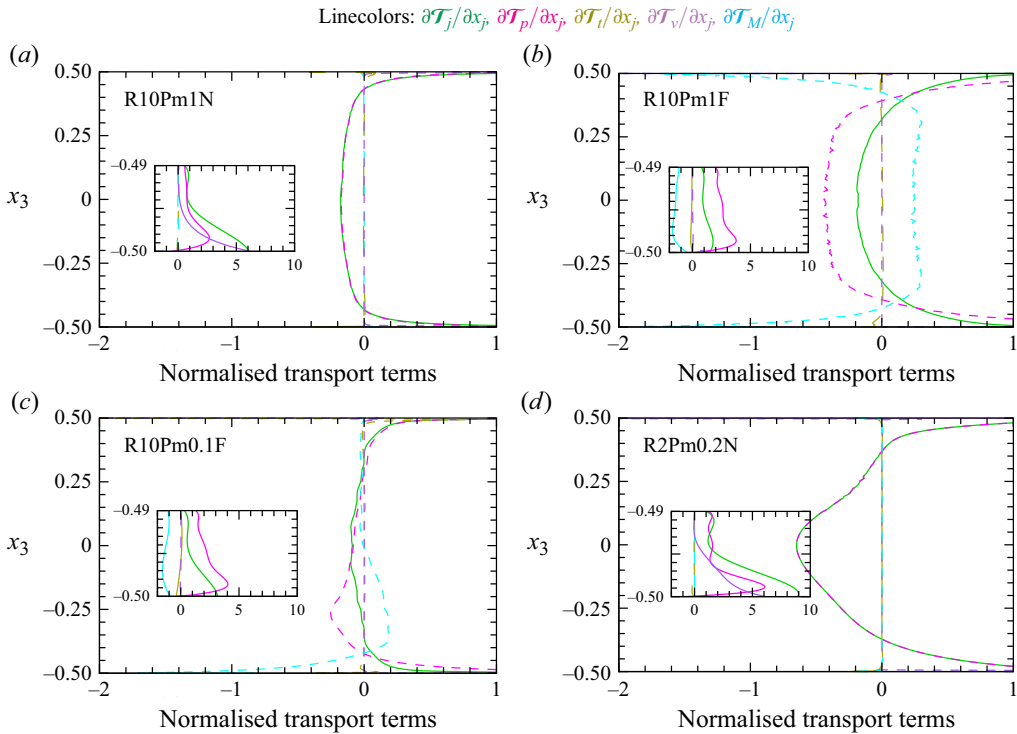 Linecolors: ∂𝓣j/∂xj, ∂𝓣p/∂xj, ∂𝓣t/∂xj, ∂𝓣v/∂xj, ∂𝓣M/∂xj
(a) (b)
0.50 0.50
R10Pm1N R10Pm1F
0.25 0.25
–0.49 –0.49
x3 0 x3 0
–0.50 –0.50
0 5 10 0 5 10
–0.25 –0.25
–0.50 –0.50
–2 –1 0 1 –2 –1 0 1
Normalised transport terms Normalised transport terms
(c) (d)
0.50 0.50
R10Pm0.1F R2Pm0.2N
0.25 0.25
–0.49 –0.49
x3 0 x3 0
–0.50 –0.50
0 5 10 0 5 10
–0.25 –0.25
–0.50 –0.50
–2 –1 0 1 –2 –1 0 1
Normalised transport terms Normalised transport terms